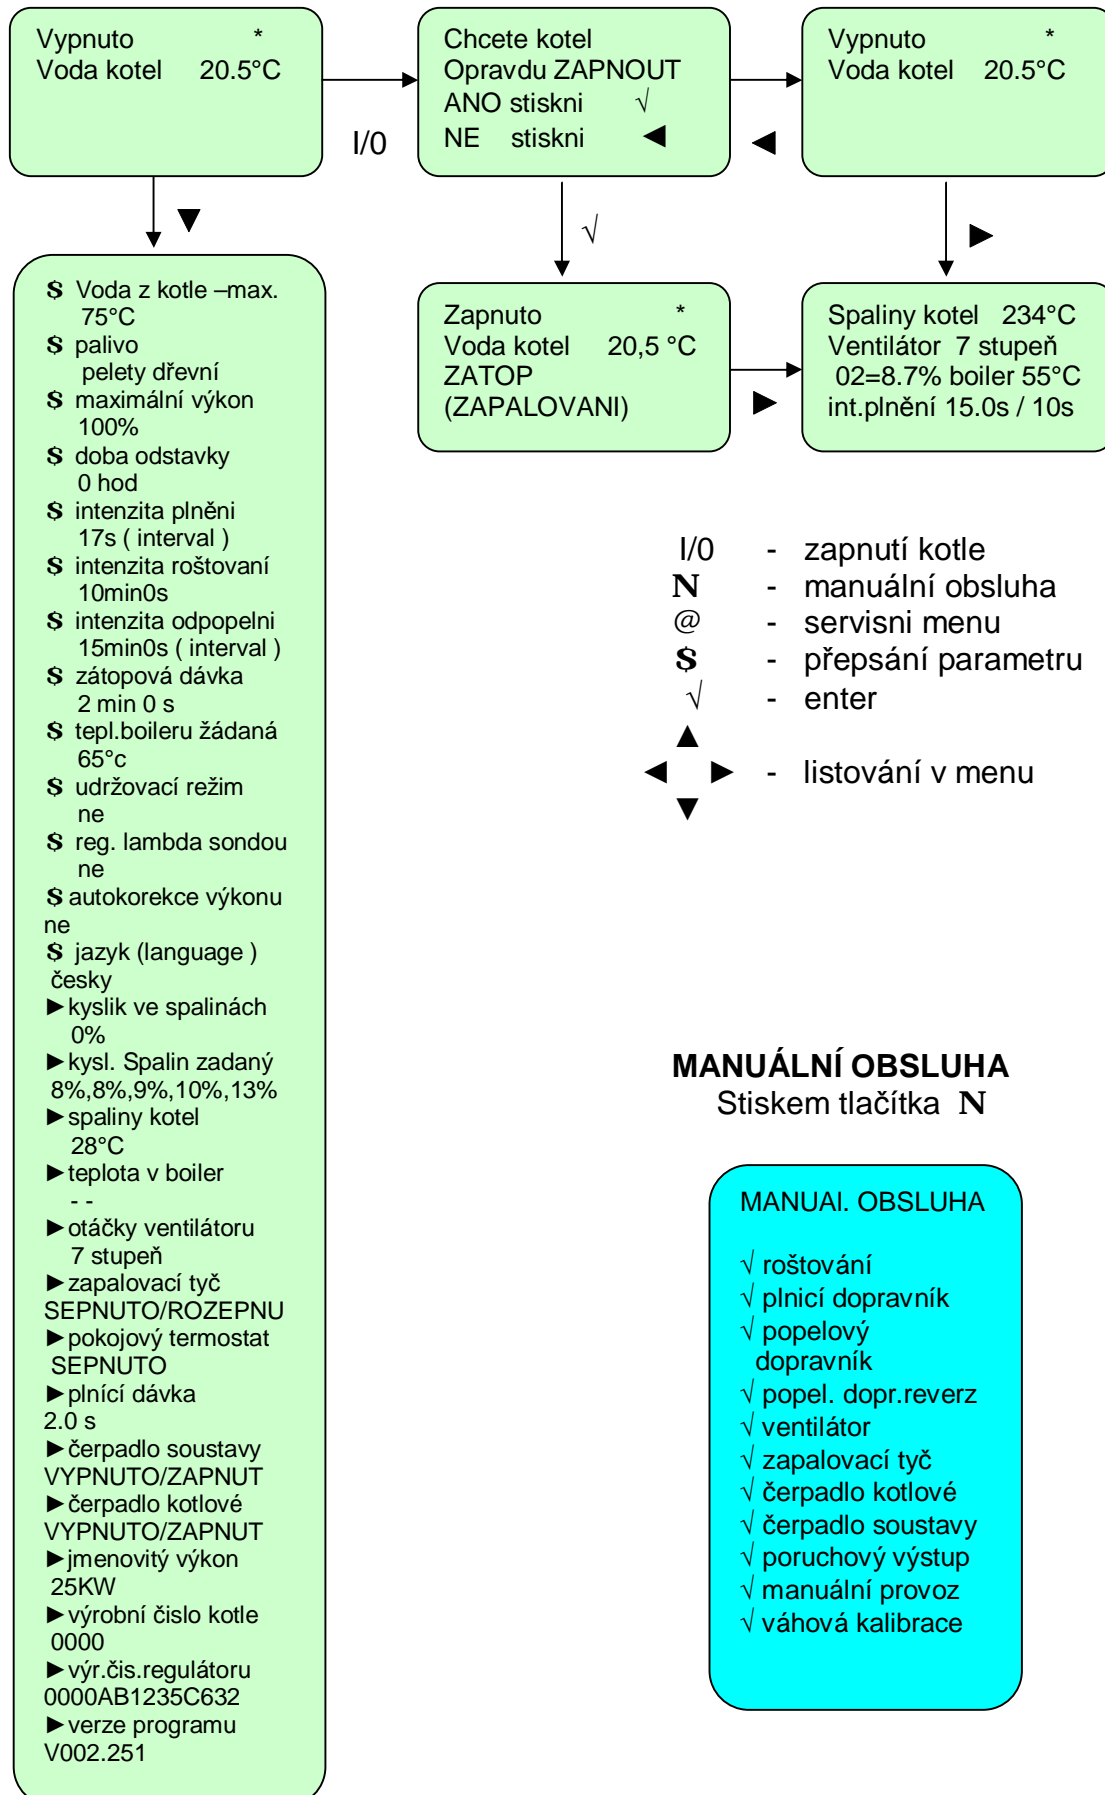 Vypnuto *
Voda kotel 20.5°C
I/0
Chcete kotel
Opravdu ZAPNOUT
ANO stiskni √
NE stiskni ◄
◄
Vypnuto *
Voda kotel 20.5°C
▼
√
►
Zapnuto *
Voda kotel 20,5 °C
ZATOP
(ZAPALOVANI)
►
Spaliny kotel 234°C
Ventilátor 7 stupeň
02=8.7% boiler 55°C
int.plnění 15.0s / 10s
$ Voda z kotle –max.
75°C
$ palivo
pelety dřevní
$ maximální výkon
100%
$ doba odstavky
0 hod
$ intenzita plněni
17s ( interval )
$ intenzita roštovaní
10min0s
$ intenzita odpopelni
15min0s ( interval )
$ zátopová dávka
2 min 0 s
$ tepl.boileru žádaná
65°c
$ udržovací režim
ne
$ reg. lambda sondou
ne
$ autokorekce výkonu
ne
$ jazyk (language )
česky
►kyslik ve spalinách
0%
►kysl. Spalin zadaný
8%,8%,9%,10%,13%
►spaliny kotel
28°C
►teplota v boiler
- -
►otáčky ventilátoru
7 stupeň
►zapalovací tyč
SEPNUTO/ROZEPNU
►pokojový termostat
SEPNUTO
►plnící dávka
2.0 s
►čerpadlo soustavy
VYPNUTO/ZAPNUT
►čerpadlo kotlové
VYPNUTO/ZAPNUT
►jmenovitý výkon
25KW
►výrobní čislo kotle
0000
►výr.čis.regulátoru
0000AB1235C632
►verze programu
V002.251
I/0 - zapnutí kotle
N - manuální obsluha
@ - servisni menu
$ - přepsání parametru
√ - enter
▲
◄ ► - listování v menu
▼
MANUÁLNÍ OBSLUHA
Stiskem tlačítka N
MANUAl. OBSLUHA
√ roštování
√ plnicí dopravník
√ popelový
dopravník
√ popel. dopr.reverz
√ ventilátor
√ zapalovací tyč
√ čerpadlo kotlové
√ čerpadlo soustavy
√ poruchový výstup
√ manuální provoz
√ váhová kalibrace